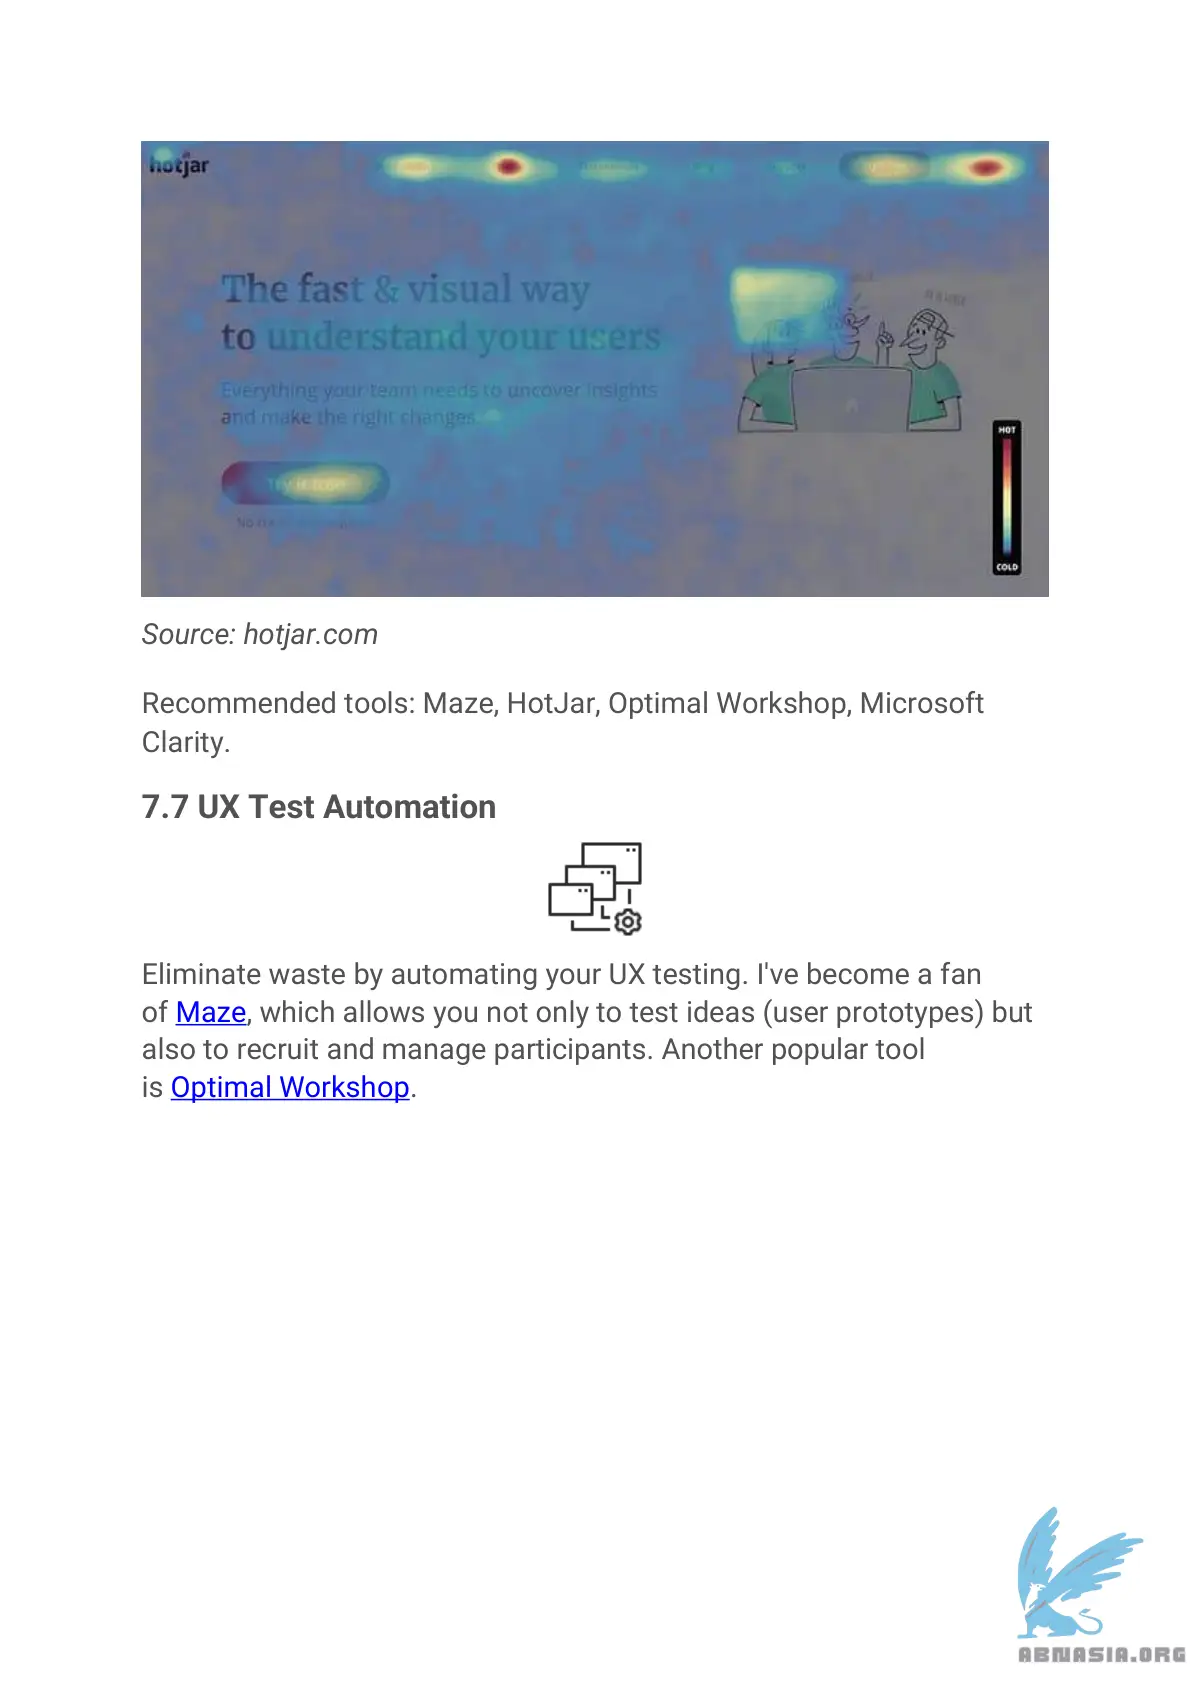 hotjar
The fast & visual way
to understand your users
Everything your team needs to uncover insights
and make the right changes.
HOT
COLD
Source: hotjar.com
Recommended tools: Maze, HotJar, Optimal Workshop, Microsoft
Clarity.
7.7 UX Test Automation
Eliminate waste by automating your UX testing. I've become a fan
of Maze, which allows you not only to test ideas (user prototypes) but
also to recruit and manage participants. Another popular tool
is Optimal Workshop.
ABNASIA.ORG